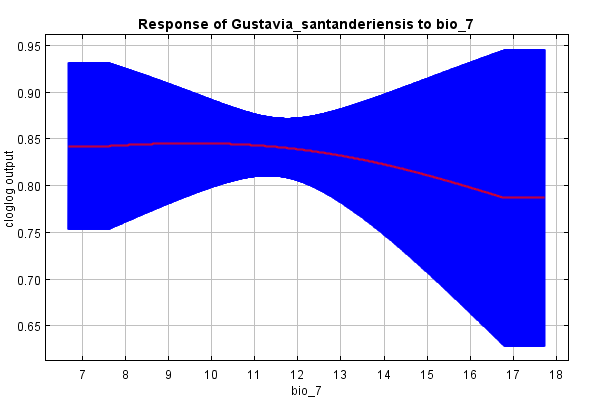 Response of Gustavia_santanderiensis to bio_7
cloglog output
0.95
0.90
0.85
0.80
0.75
0.70
0.65
7 8 9 10 11 12 13 14 15 16 17 18
bio_7